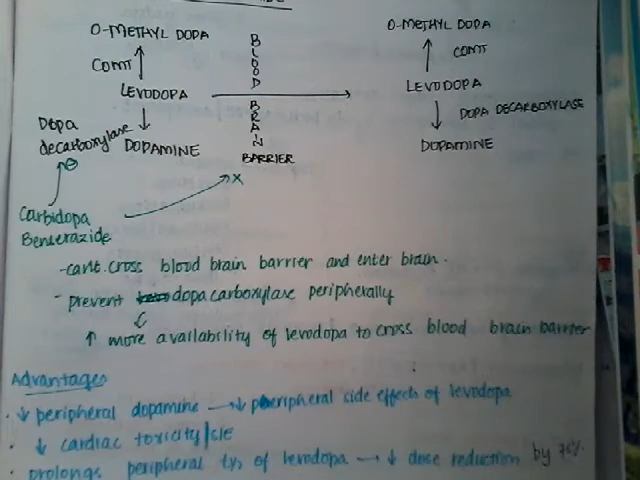 O-METHYL DOPA
COMT
LEVODOPA
Dopa
decarboxylase
DOPAMINE
BLOOD
BRAIN
BARRIER
O-METHYL DOPA
COMT
LEVODOPA
DOPA DECARBOXYLASE
DOPAMINE
⊖
x
Carbidopa
Benserazide
-cant cross blood brain barrier and enter brain.
- prevent dopa carboxylase peripherally
↑ more availability of levodopa to cross blood brain barrier
Advantages
· ↓ peripheral dopamine → ↓ peripheral side effects of levodopa
· ↓ cardiac toxicity/s/e
· prolongs peripheral t½ of levodopa → ↓ dose reduction by 75%